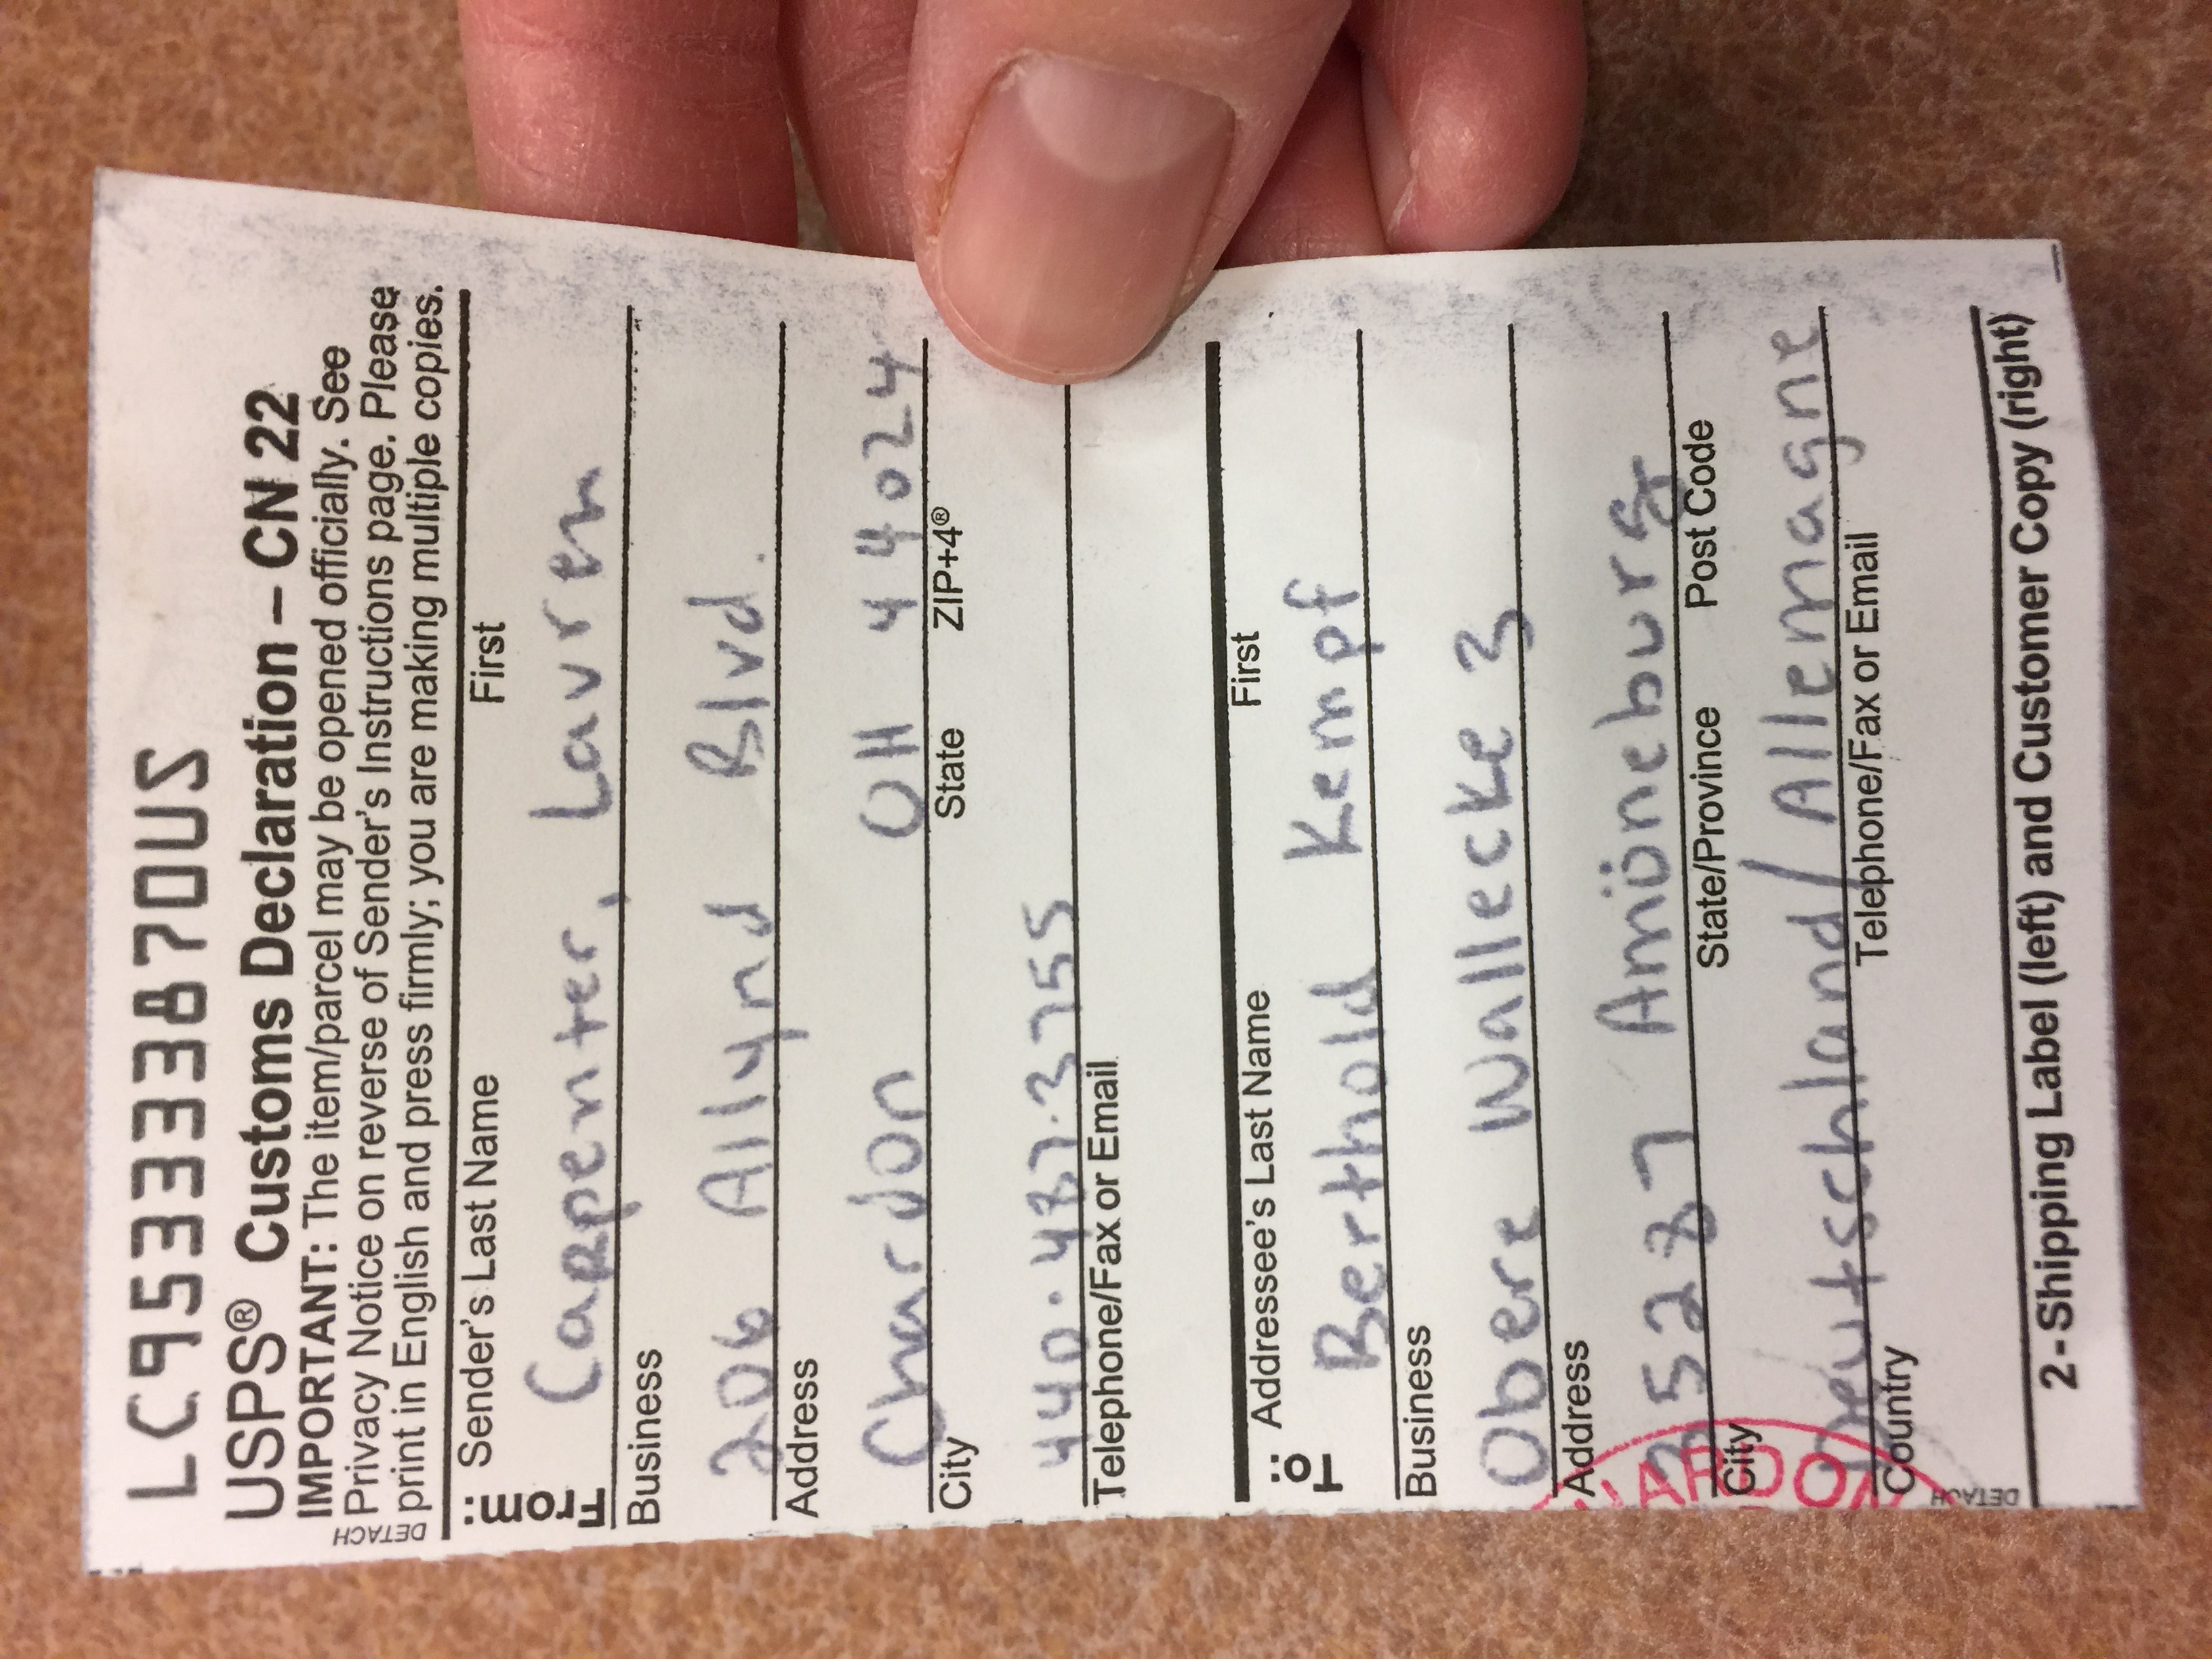 LC953333870US
USPS® Customs Declaration – CN 22
IMPORTANT: The item/parcel may be opened officially. See
Privacy Notice on reverse of Sender's Instructions page. Please
print in English and press firmly; you are making multiple copies.
DETACH
From:
Sender's Last Name First
Carpenter, Lauren
Business
206 Allynd Blvd.
Address
Chardon OH 44024
City State ZIP+4®
440.487.3755
Telephone/Fax or Email
To:
Addressee's Last Name First
Berthold Kempf
Business
Obere Wallecke 3
Address
35287 Amöneburg
City State/Province Post Code
Deutschland/Allemagne
Country Telephone/Fax or Email
DETACH
2-Shipping Label (left) and Customer Copy (right)